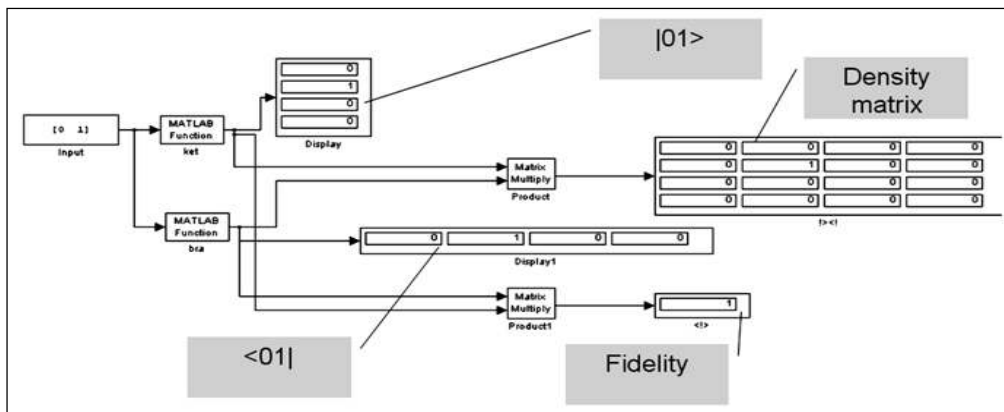 |01>
Density
matrix
[0 1]
Input
MATLAB
Function
ket
0
1
0
0
Display
Matrix
Multiply
Product
0 0 0 0
0 1 0 0
0 0 0 0
0 0 0 0
!><!
MATLAB
Function
bra
0 1 0 0
Display1
Matrix
Multiply
Product1
1
<!>
<01|
Fidelity